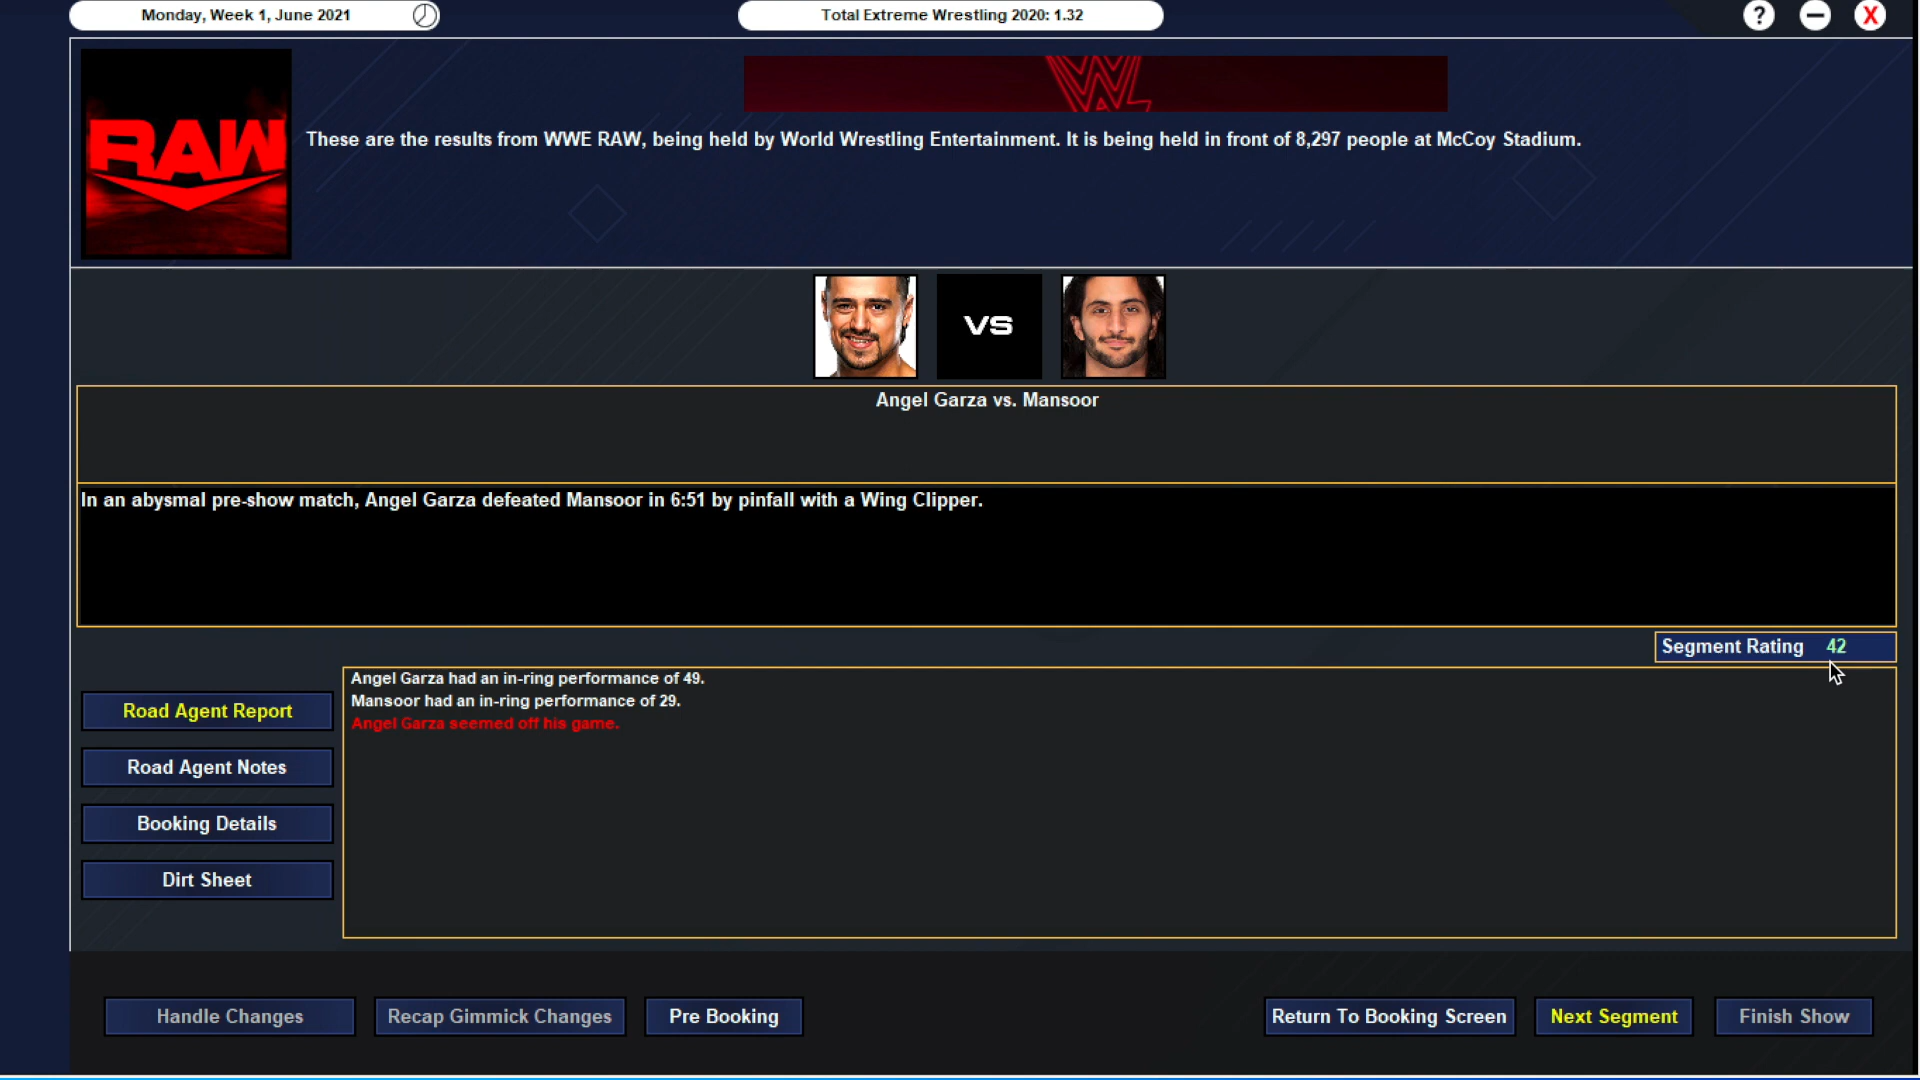 Monday, Week 1, June 2021
Total Extreme Wrestling 2020: 1.32
?
X
RAW
These are the results from WWE RAW, being held by World Wrestling Entertainment. It is being held in front of 8,297 people at McCoy Stadium.
VS
Angel Garza vs. Mansoor
In an abysmal pre-show match, Angel Garza defeated Mansoor in 6:51 by pinfall with a Wing Clipper.
Segment Rating 42
Angel Garza had an in-ring performance of 49.
Mansoor had an in-ring performance of 29.
Angel Garza seemed off his game.
Road Agent Report
Road Agent Notes
Booking Details
Dirt Sheet
Handle Changes
Recap Gimmick Changes
Pre Booking
Return To Booking Screen
Next Segment
Finish Show